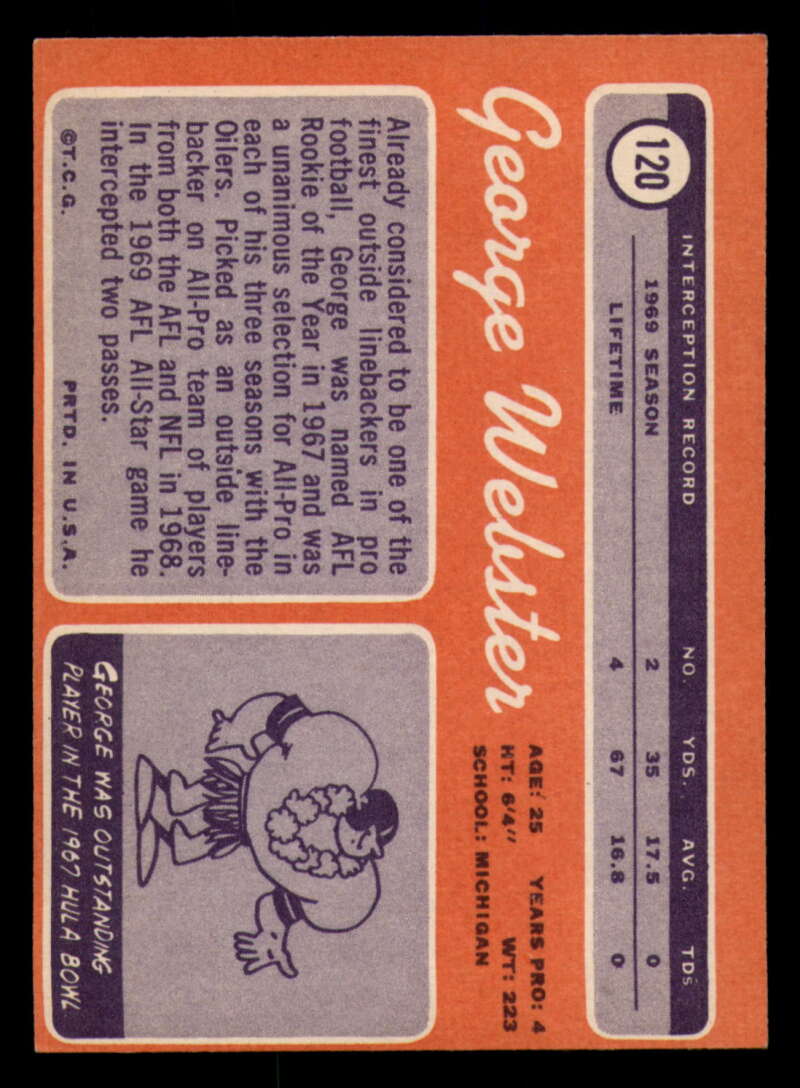 120
INTERCEPTION RECORD NO. YDS. AVG. TDS
1969 SEASON 2 35 17.5 0
LIFETIME 4 67 16.8 0
George Webster
AGE: 25 YEARS PRO: 4
HT: 6'4" WT: 223
SCHOOL: MICHIGAN
Already considered to be one of the
finest outside linebackers in pro
football, George was named AFL
Rookie of the Year in 1967 and was
a unanimous selection for All-Pro in
each of his three seasons with the
Oilers. Picked as an outside line-
backer on All-Pro team of players
from both the AFL and NFL in 1968.
In the 1969 AFL All-Star game he
intercepted two passes.
©T.C.G. PRTD. IN U.S.A.
GEORGE WAS OUTSTANDING
PLAYER IN THE 1967 HULA BOWL